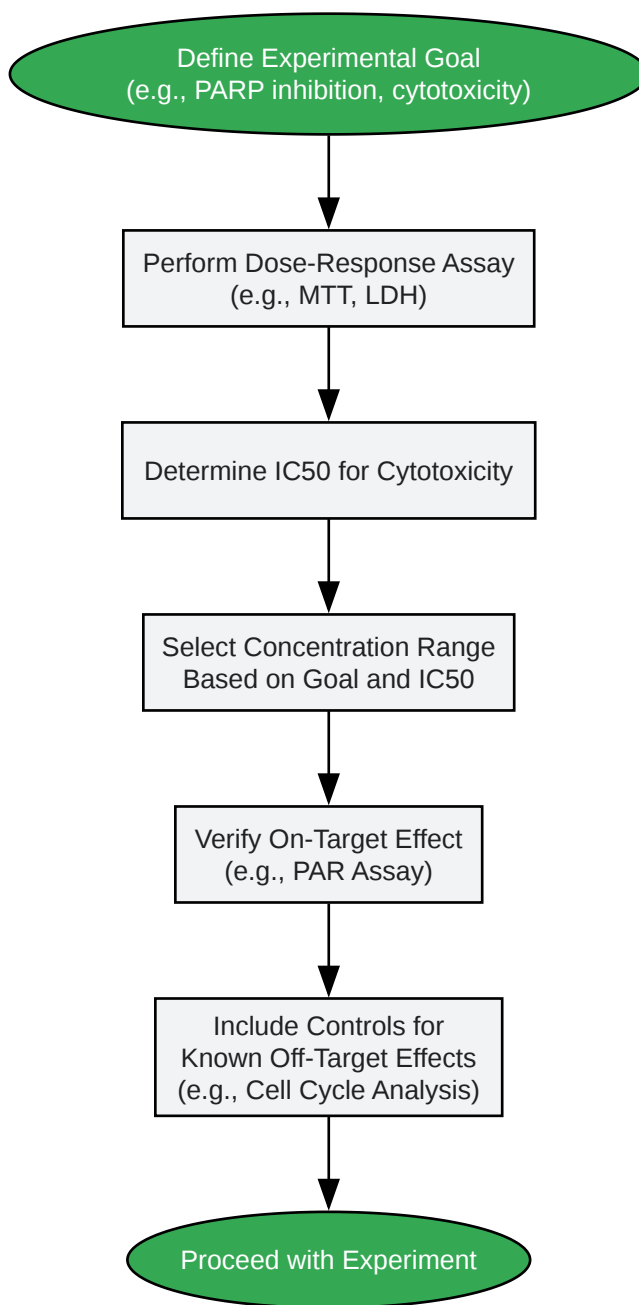 Define Experimental Goal
(e.g., PARP inhibition, cytotoxicity)
Perform Dose-Response Assay
(e.g., MTT, LDH)
Determine IC50 for Cytotoxicity
Select Concentration Range
Based on Goal and IC50
Verify On-Target Effect
(e.g., PAR Assay)
Include Controls for
Known Off-Target Effects
(e.g., Cell Cycle Analysis)
Proceed with Experiment